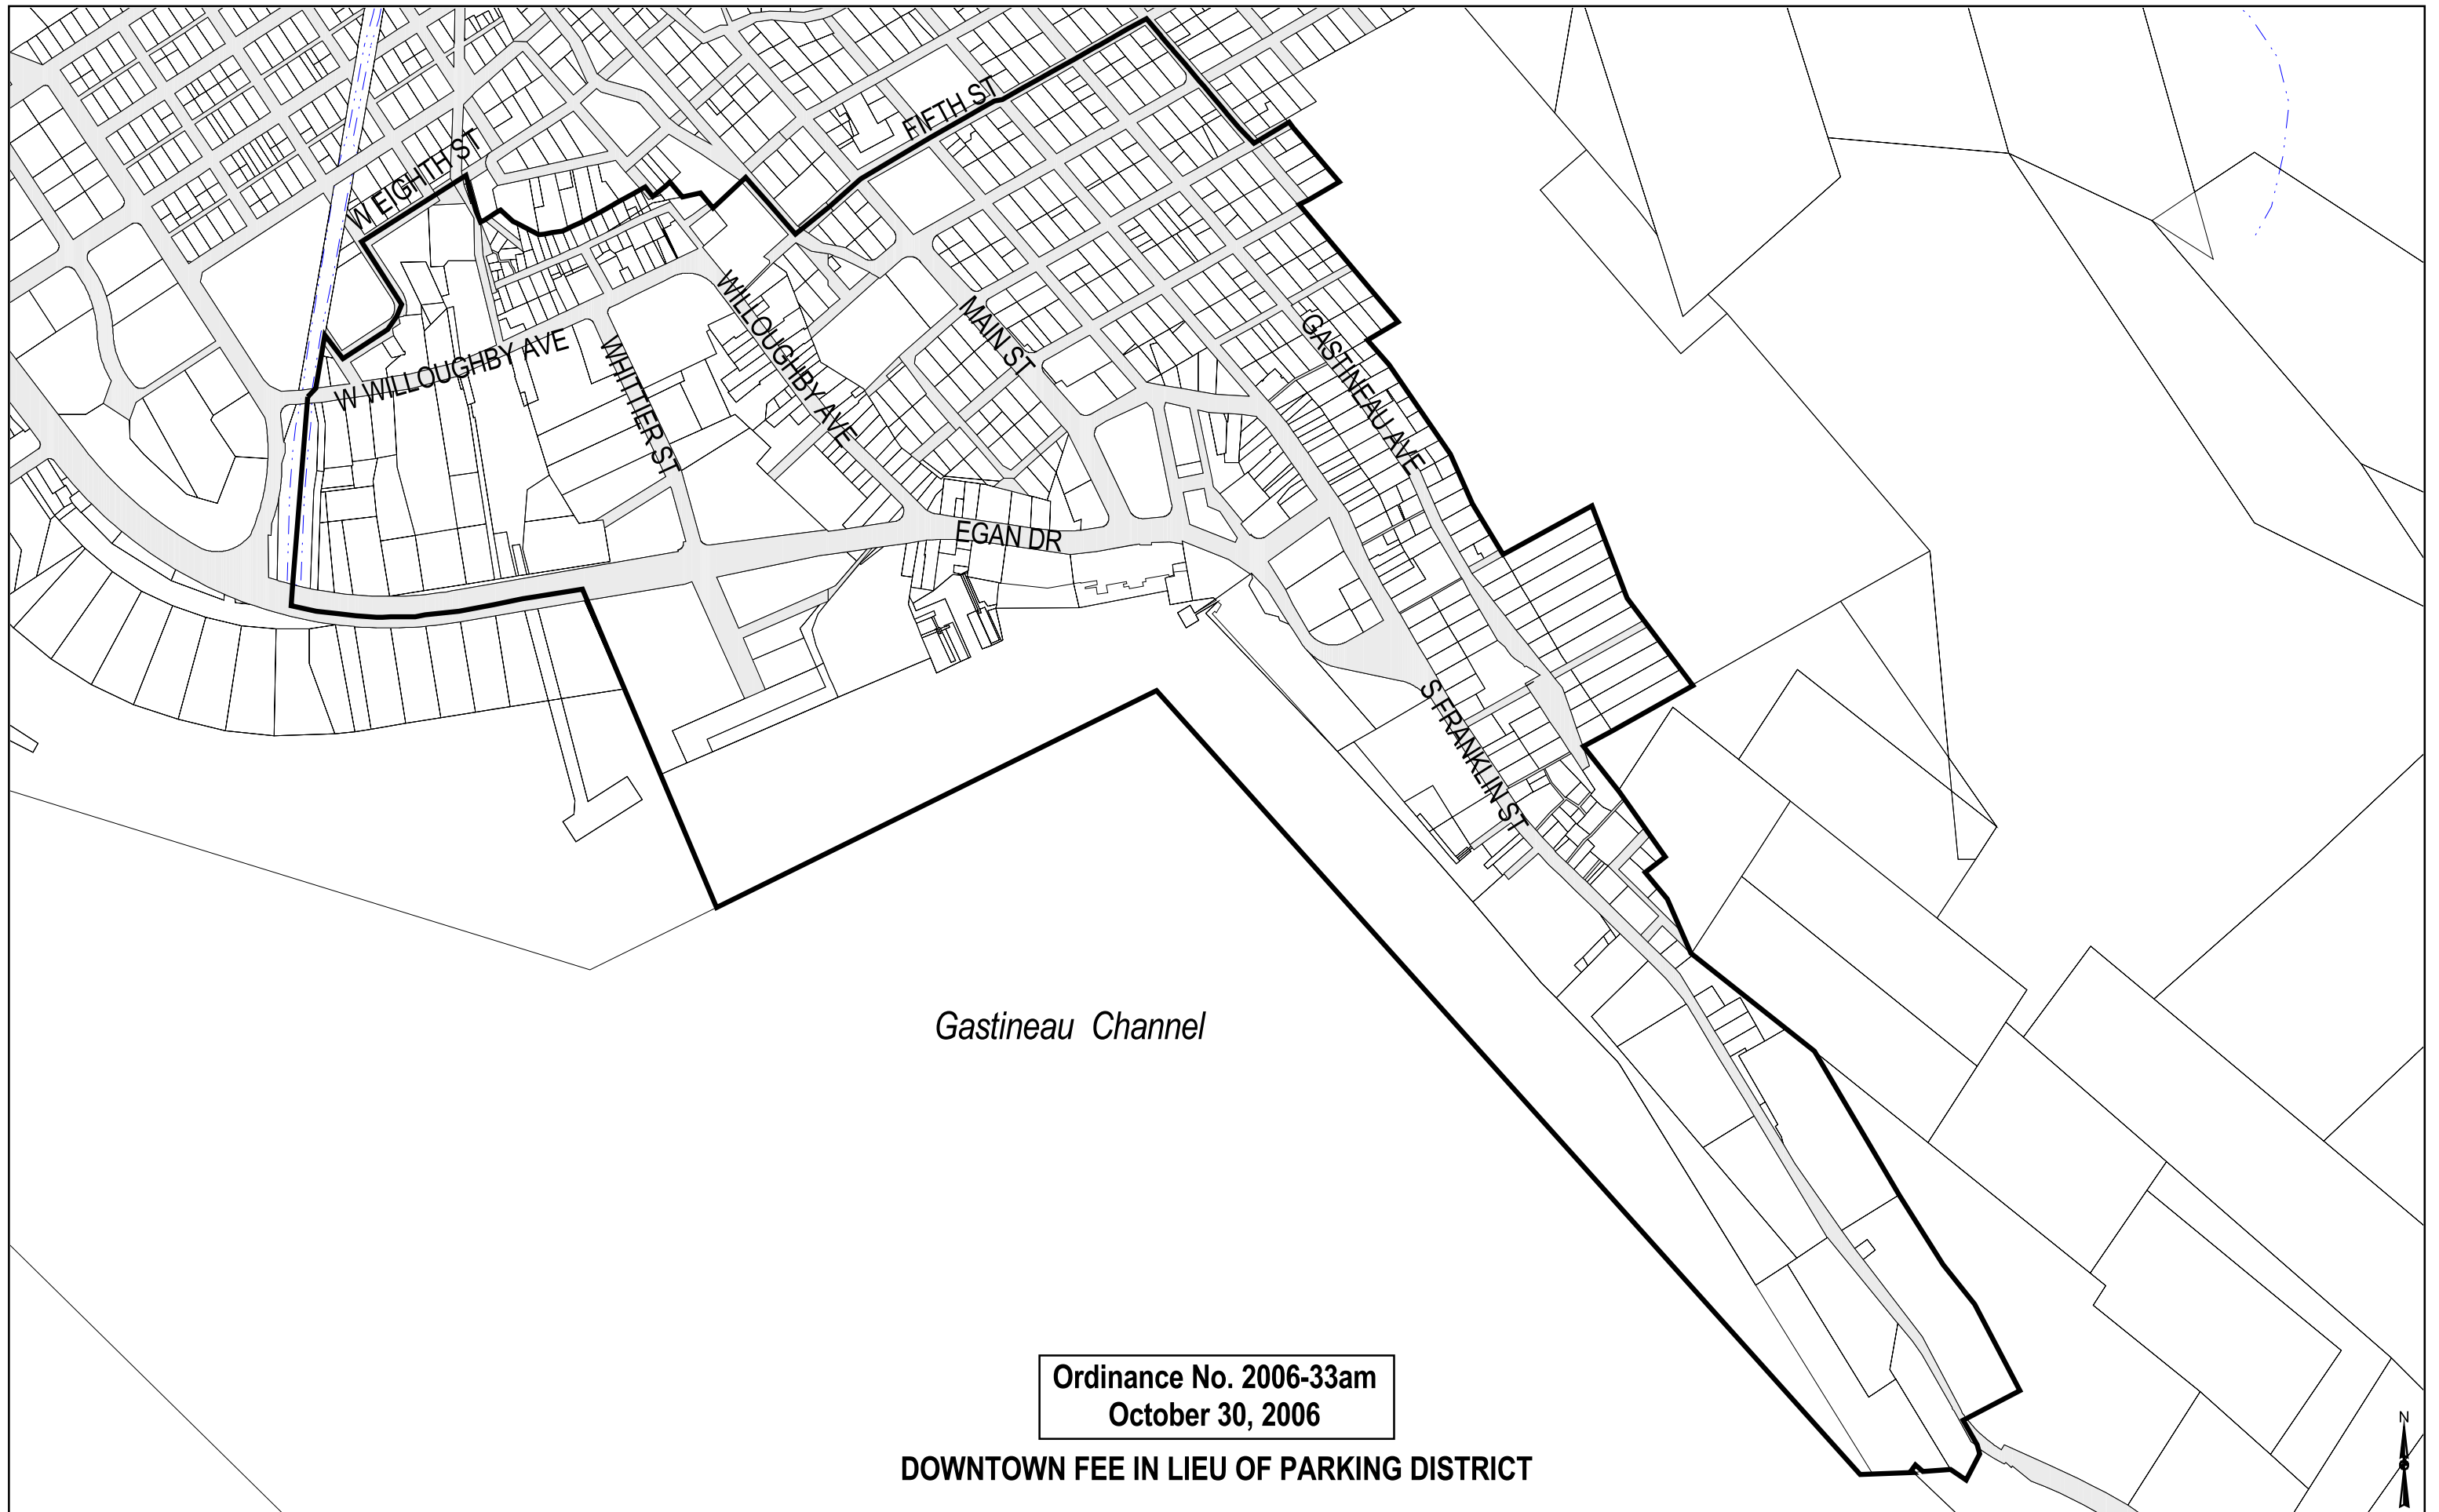 FIFTH ST
W EIGHTH ST
WILLOUGHBY AVE
MAIN ST
GASTINEAU AVE
W WILLOUGHBY AVE
WHITTIER ST
EGAN DR
S FRANKLIN ST
Gastineau Channel
Ordinance No. 2006-33am
October 30, 2006
N
DOWNTOWN FEE IN LIEU OF PARKING DISTRICT